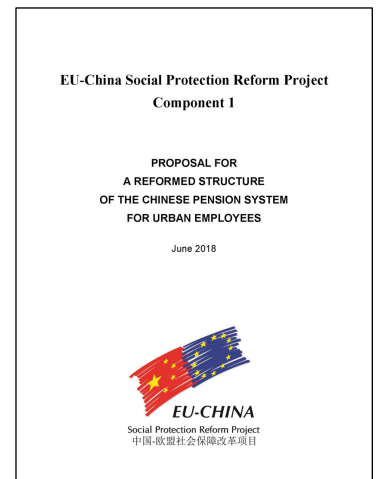 EU-China Social Protection Reform Project
Component 1
PROPOSAL FOR
A REFORMED STRUCTURE
OF THE CHINESE PENSION SYSTEM
FOR URBAN EMPLOYEES
June 2018
EU-CHINA
Social Protection Reform Project
中国-欧盟社会保障改革项目